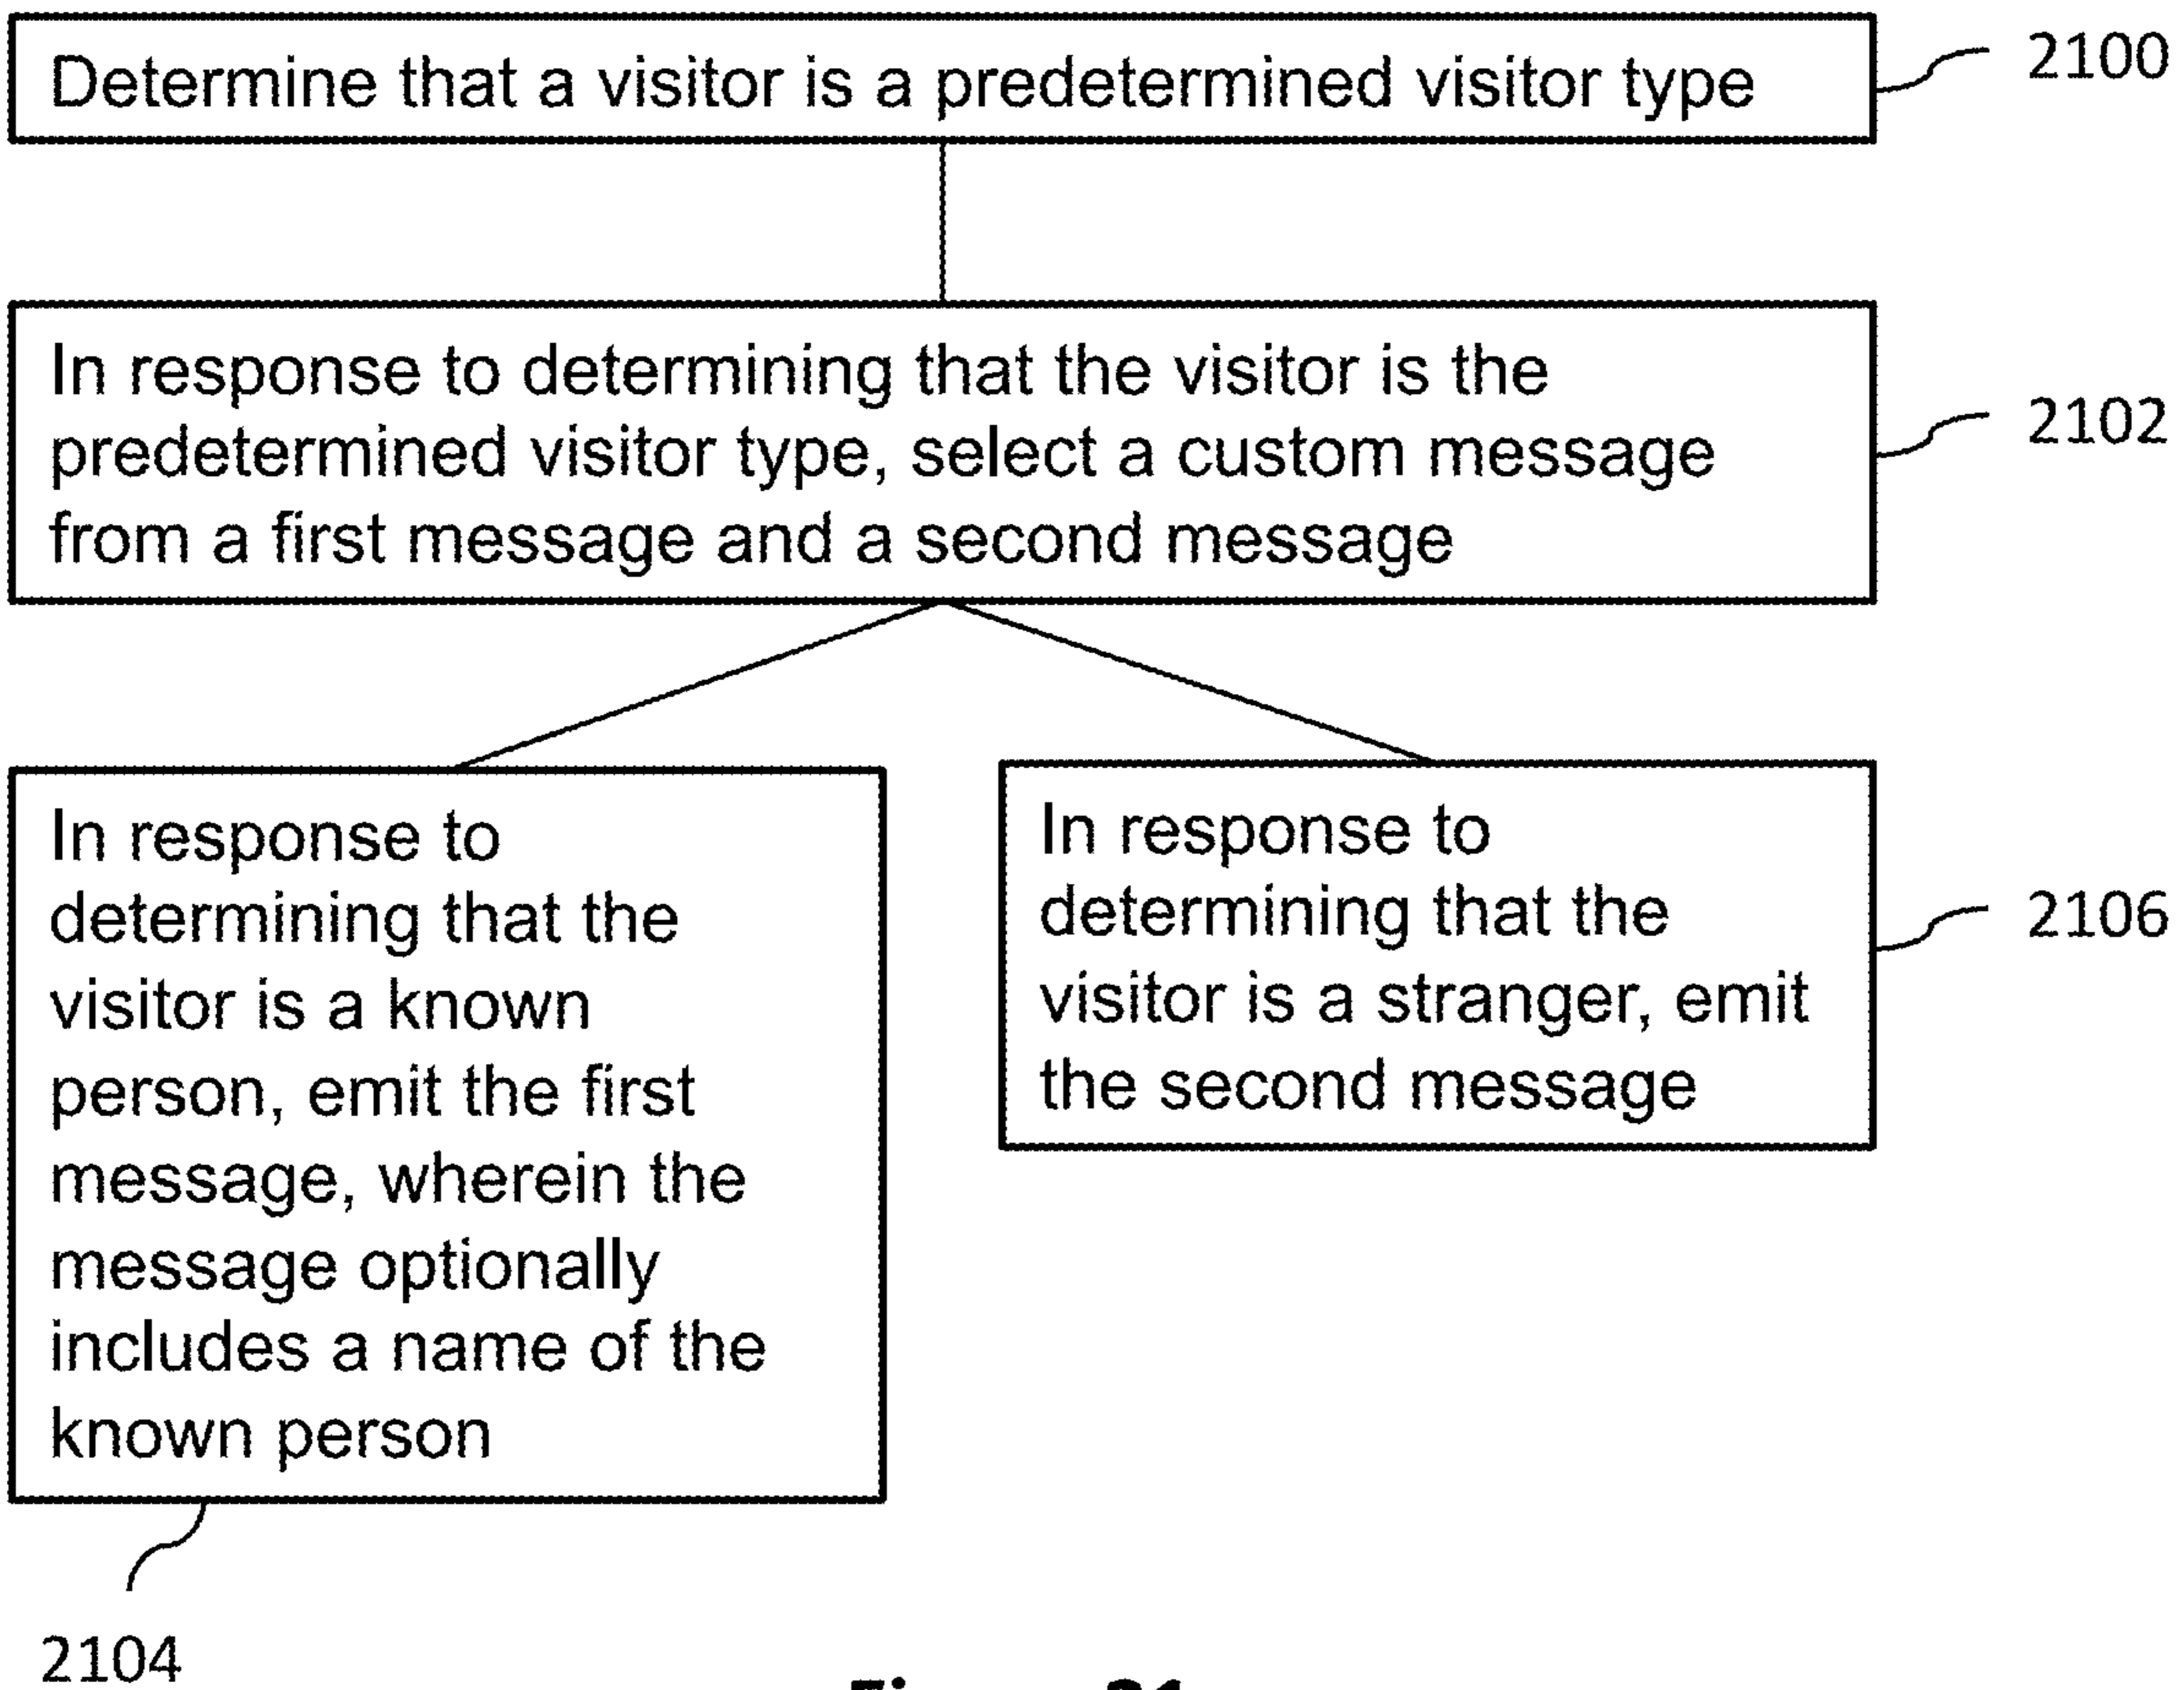 Determine that a visitor is a predetermined visitor type
2100
In response to determining that the visitor is the
predetermined visitor type, select a custom message
from a first message and a second message
2102
In response to
determining that the
visitor is a known
person, emit the first
message, wherein the
message optionally
includes a name of the
known person
2104
In response to
determining that the
visitor is a stranger, emit
the second message
2106